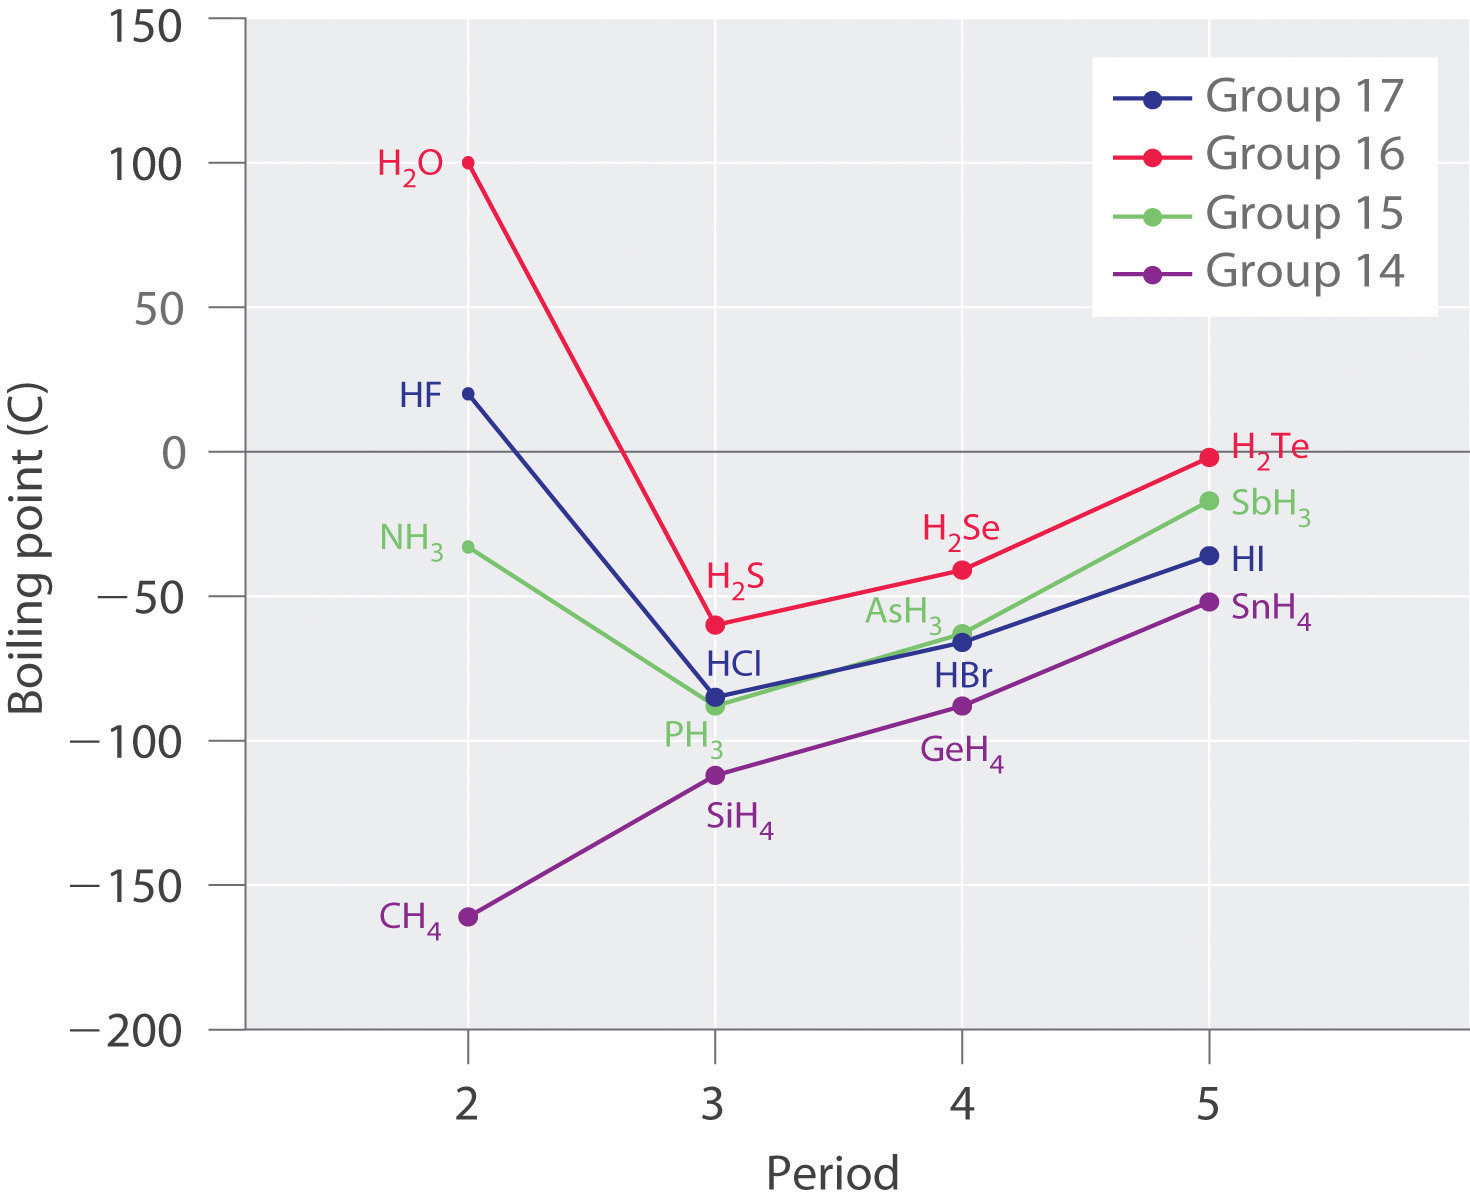 150
100
50
0
−50
−100
−150
−200
Boiling point (C)
Group 17
Group 16
Group 15
Group 14
H2O
HF
NH3
CH4
H2S
HCl
PH3
SiH4
H2Se
AsH3
HBr
GeH4
H2Te
SbH3
HI
SnH4
2 3 4 5
Period